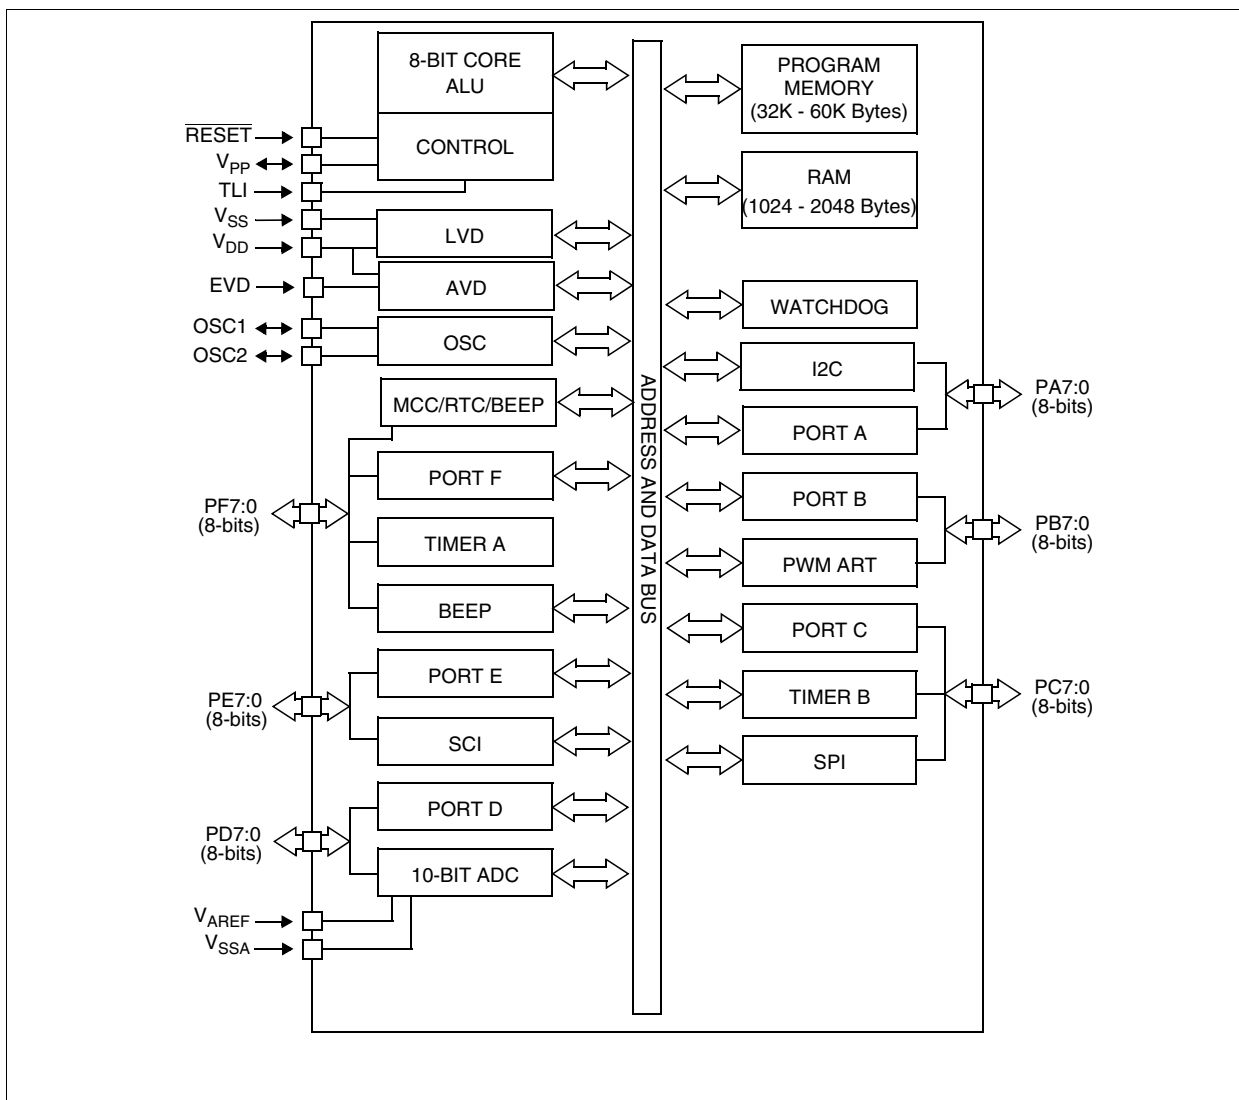 8-BIT CORE
ALU
CONTROL
RESET
VPP
TLI
VSS
VDD
EVD
OSC1
OSC2
LVD
AVD
OSC
MCC/RTC/BEEP
PORT F
TIMER A
BEEP
PF7:0
(8-bits)
PORT E
SCI
PE7:0
(8-bits)
PORT D
10-BIT ADC
PD7:0
(8-bits)
VAREF
VSSA
ADDRESS AND DATA BUS
PROGRAM
MEMORY
(32K - 60K Bytes)
RAM
(1024 - 2048 Bytes)
WATCHDOG
I2C
PORT A
PA7:0
(8-bits)
PORT B
PWM ART
PB7:0
(8-bits)
PORT C
TIMER B
SPI
PC7:0
(8-bits)